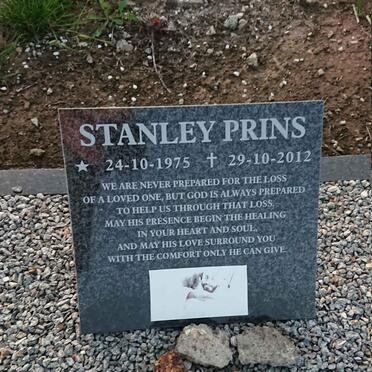 STANLEY PRINS
★ 24-10-1975 ✝ 29-10-2012
WE ARE NEVER PREPARED FOR THE LOSS
OF A LOVED ONE, BUT GOD IS ALWAYS PREPARED
TO HELP US THROUGH THAT LOSS.
MAY HIS PRESENCE BEGIN THE HEALING
IN YOUR HEART AND SOUL,
AND MAY HIS LOVE SURROUND YOU
WITH THE COMFORT ONLY HE CAN GIVE.